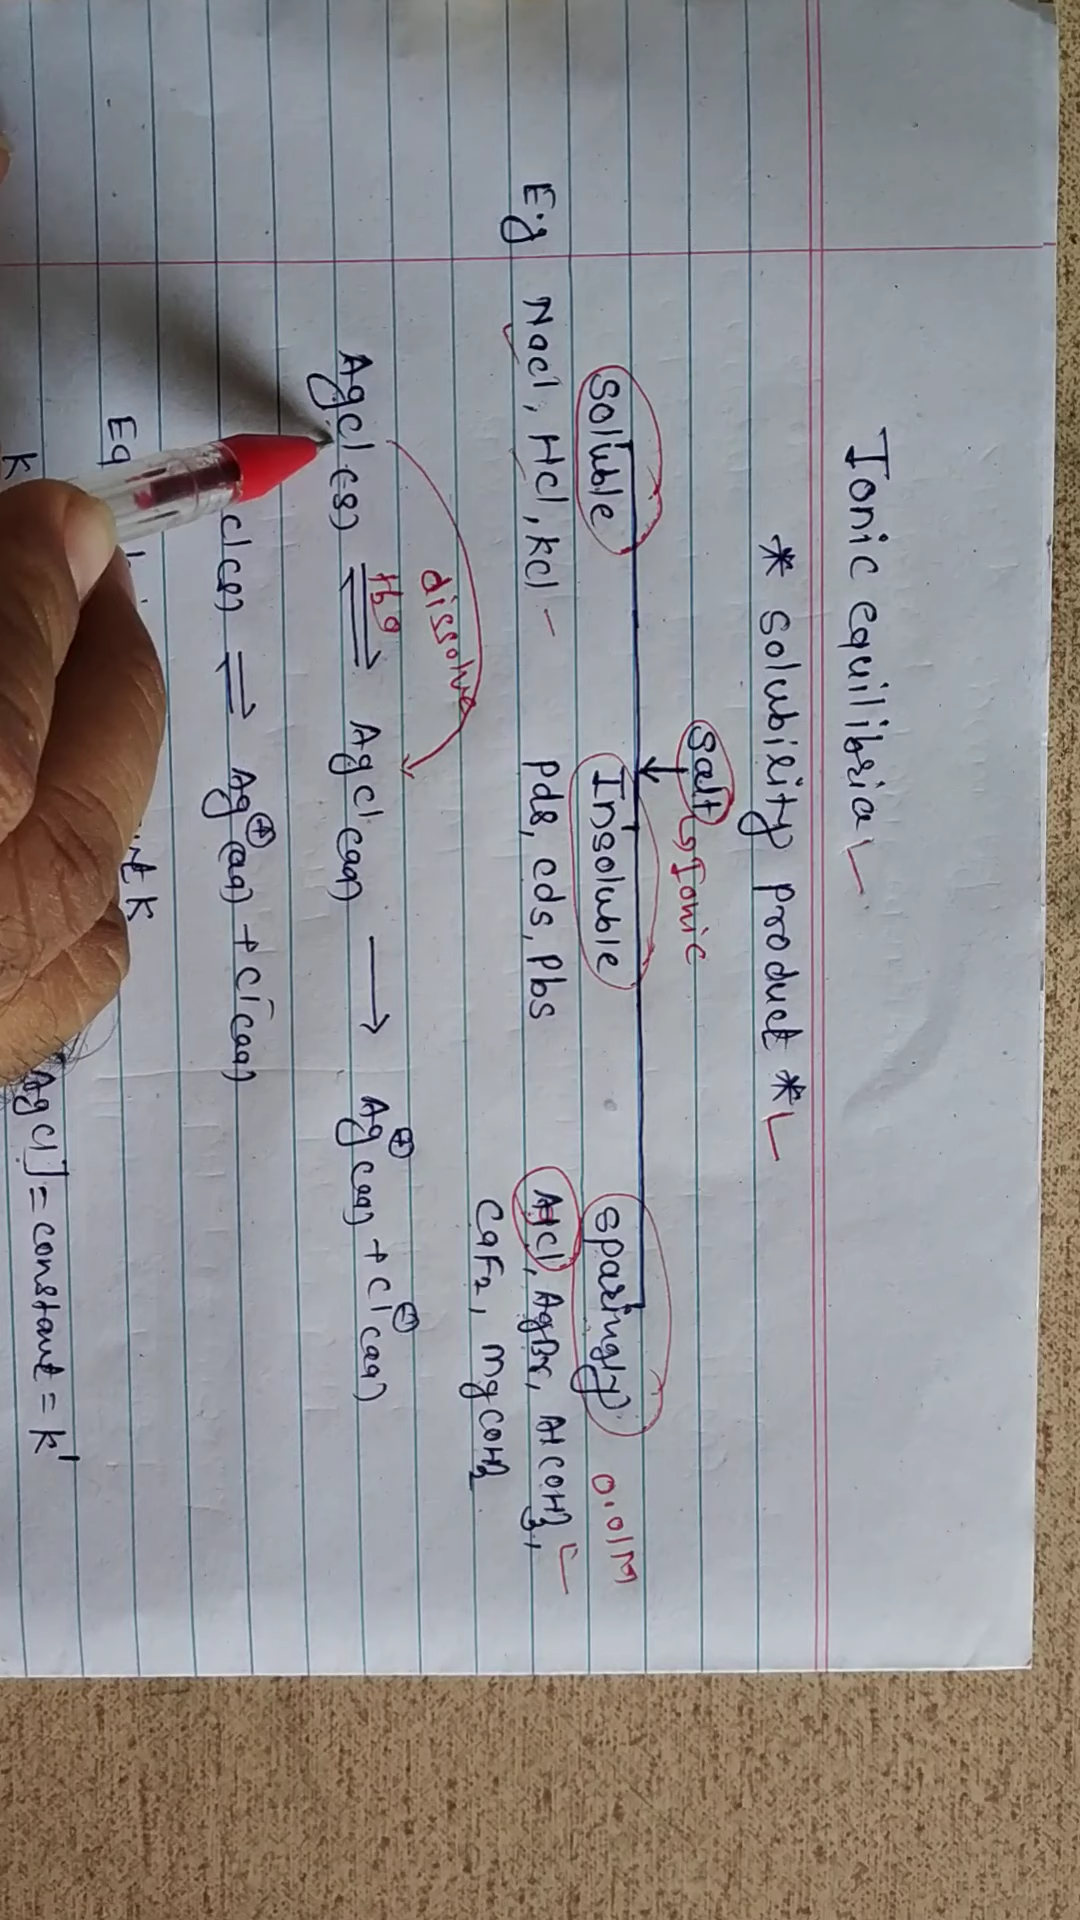 Ionic equilibria
* solubility product *
Salt → Ionic
Soluble Insoluble sparingly 0.01M
E.g Nacl, Hcl, kcl - Pds, cds, Pbs Alcl, AgBr, Al(OH)3,
CaF2, Mg(OH)2
dissolve
Agcl(s) ⇌ H2O Agcl(aq) → Ag⊕(aq) + cl⊖(aq)
cl(s) ⇌ Ag⊕(aq) + cl⁻(aq)
Eq nt K
K AgCl] = constant = k'